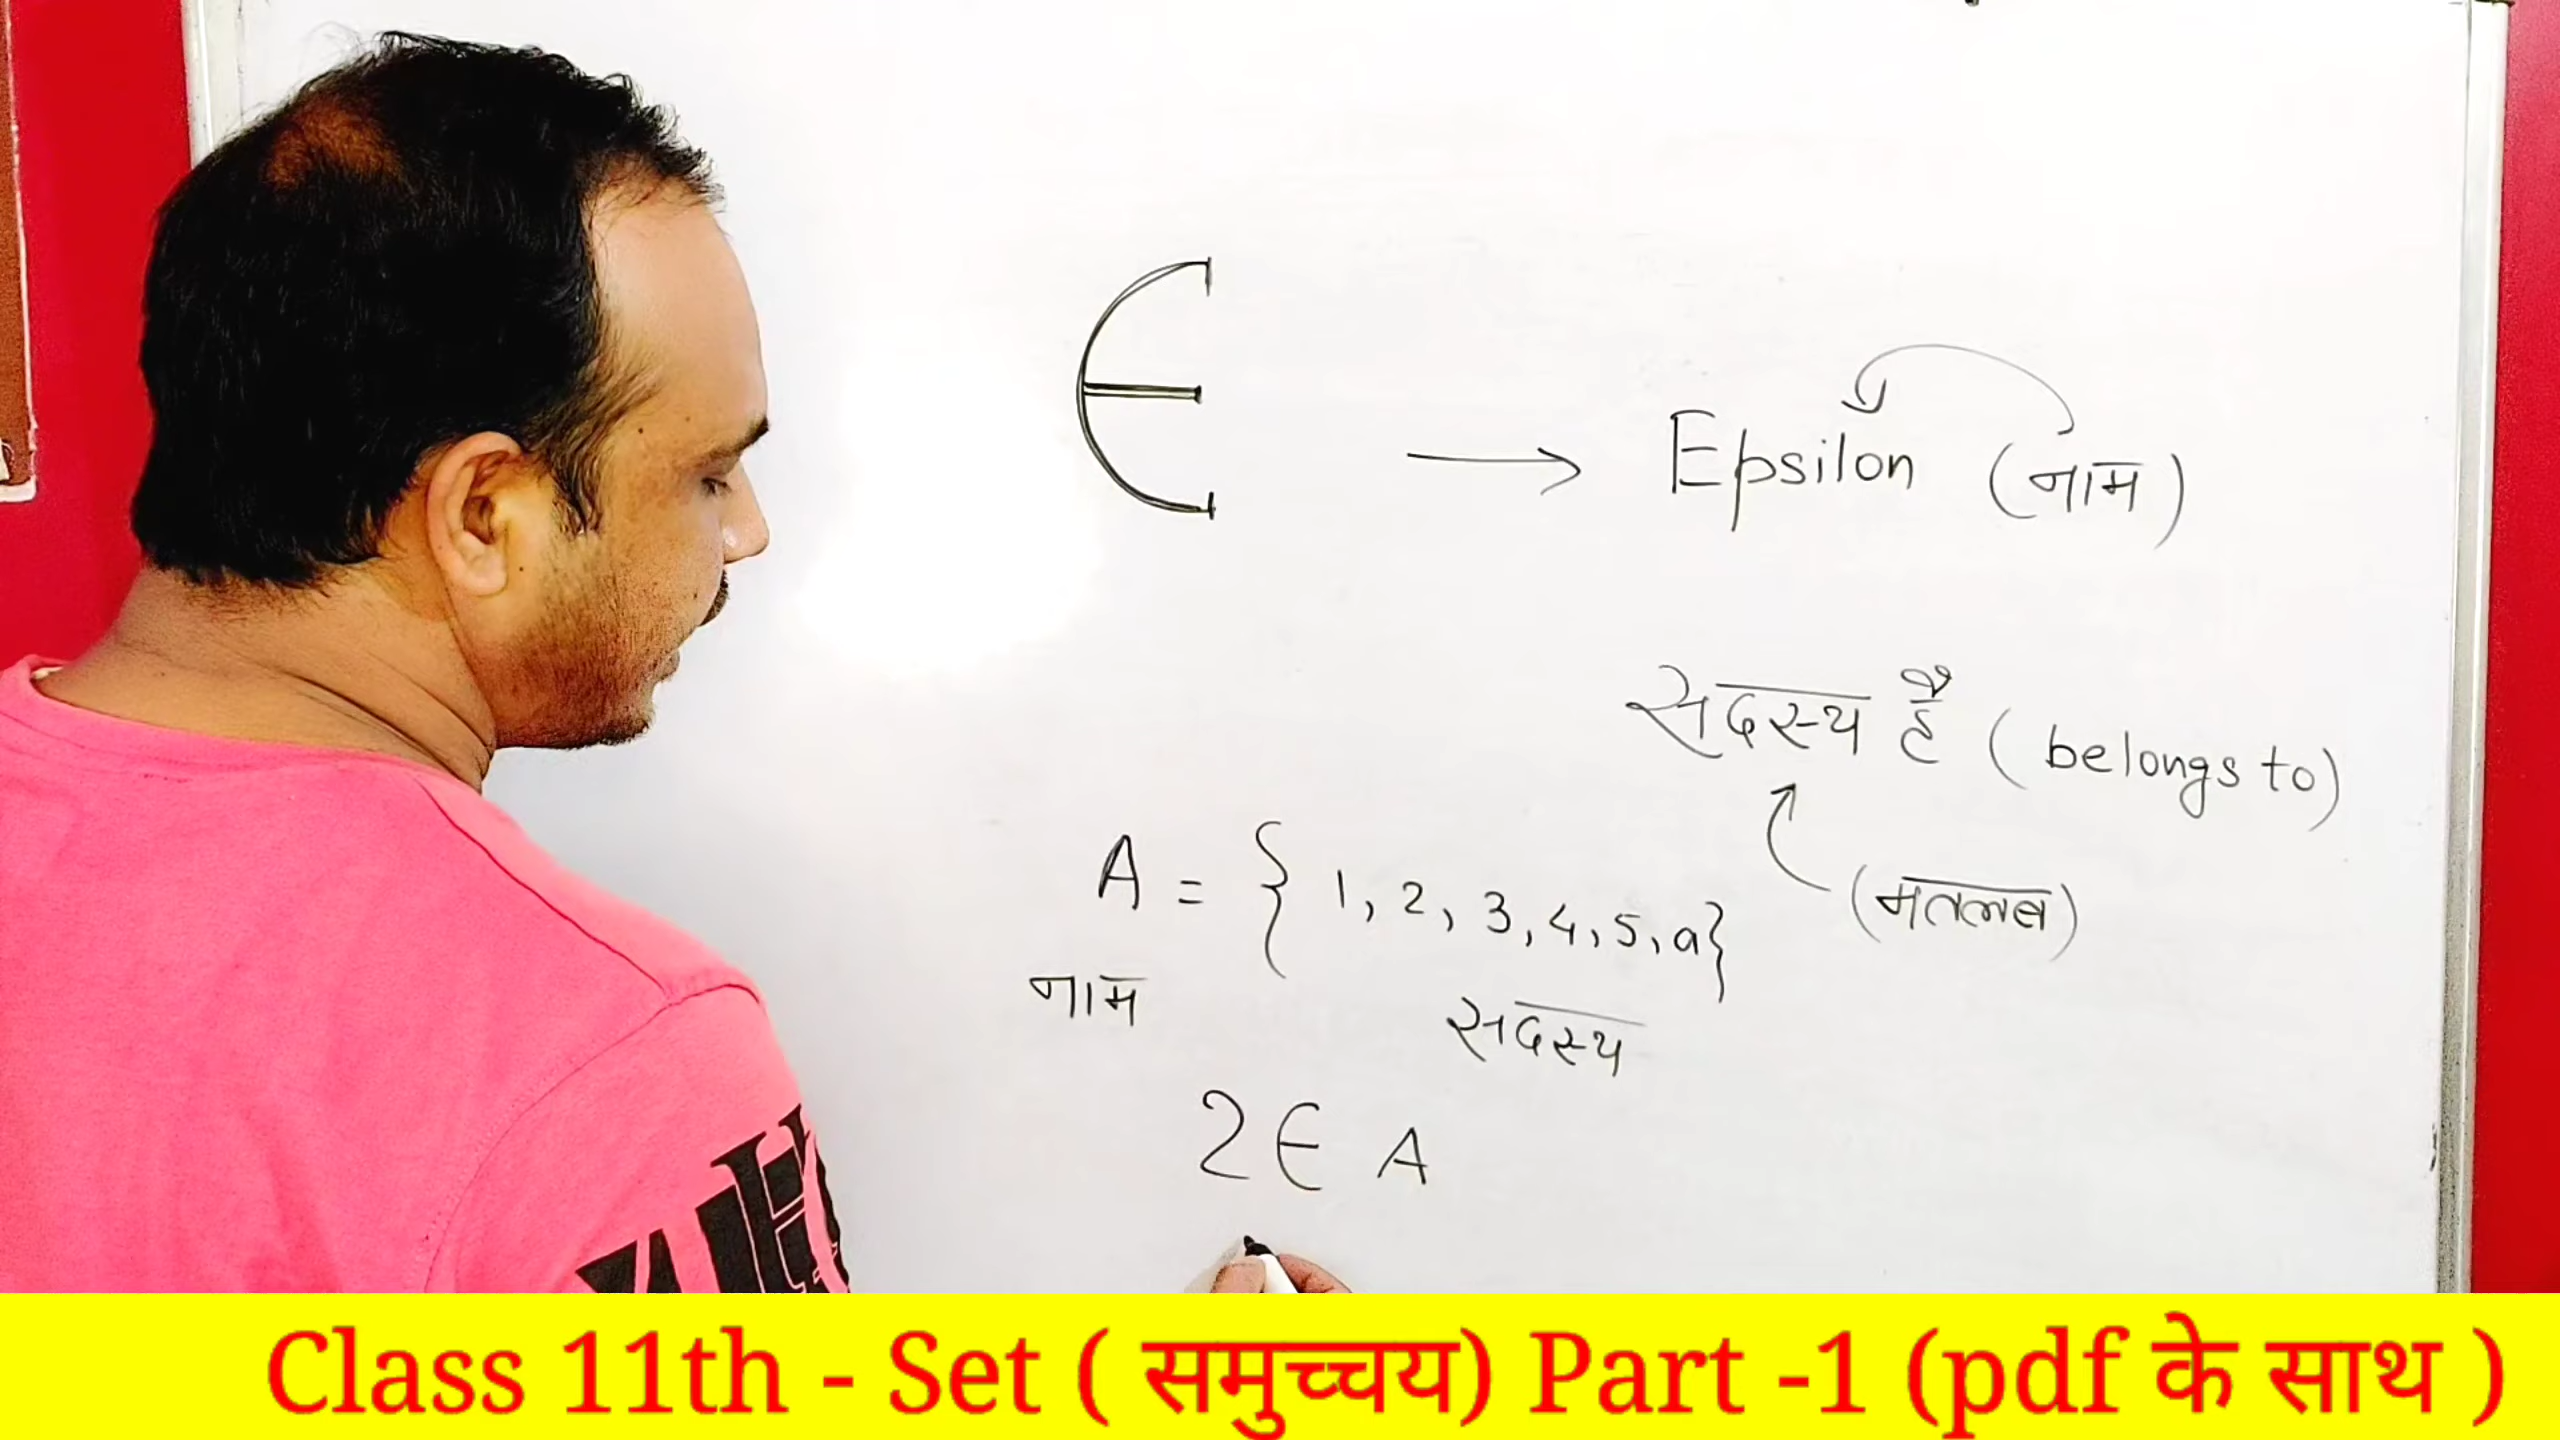 ∈ → Epsilon (नाम)
सदस्य है (belongs to)
(मतलब)
A = { 1, 2, 3, 4, 5, a}
नाम
सदस्य
2 ∈ A
Class 11th - Set ( समुच्चय) Part -1 (pdf के साथ )